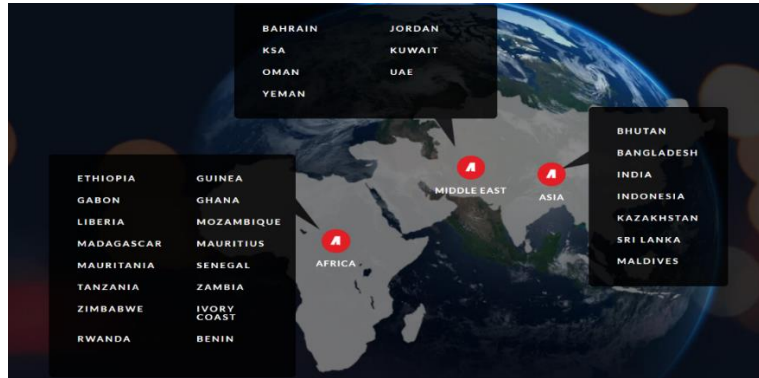 BAHRAIN JORDAN
KSA KUWAIT
OMAN UAE
YEMAN
MIDDLE EAST
ASIA
BHUTAN
BANGLADESH
INDIA
INDONESIA
KAZAKHSTAN
SRI LANKA
MALDIVES
ETHIOPIA GUINEA
GABON GHANA
LIBERIA MOZAMBIQUE
MADAGASCAR MAURITIUS
MAURITANIA SENEGAL
TANZANIA ZAMBIA
ZIMBABWE IVORY
COAST
RWANDA BENIN
AFRICA